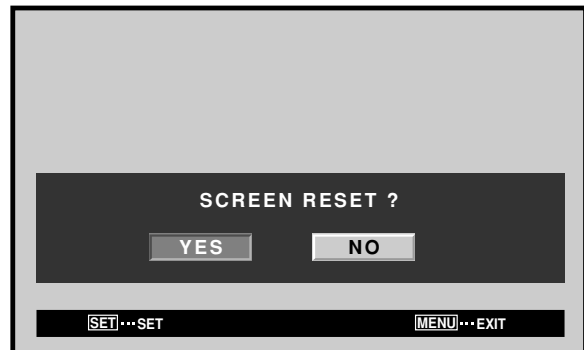 SCREEN RESET ?
YES NO
SET ··· SET MENU ··· EXIT